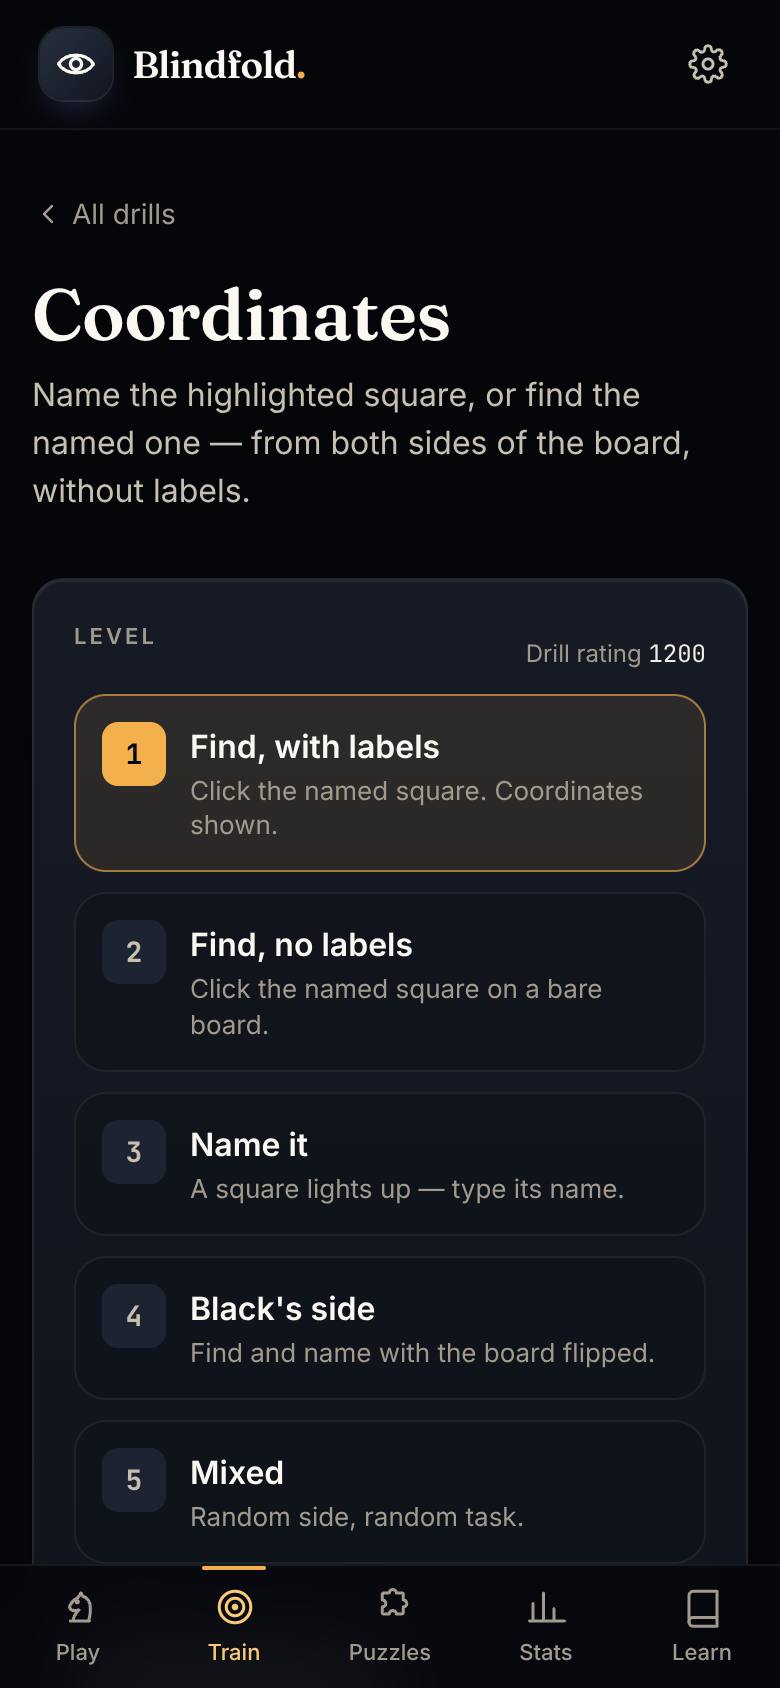 Blindfold.
All drills
Coordinates
Name the highlighted square, or find the
named one — from both sides of the board,
without labels.
LEVEL
Drill rating 1200
1
Find, with labels
Click the named square. Coordinates
shown.
2
Find, no labels
Click the named square on a bare
board.
3
Name it
A square lights up — type its name.
4
Black's side
Find and name with the board flipped.
5
Mixed
Random side, random task.
Play
Train
Puzzles
Stats
Learn